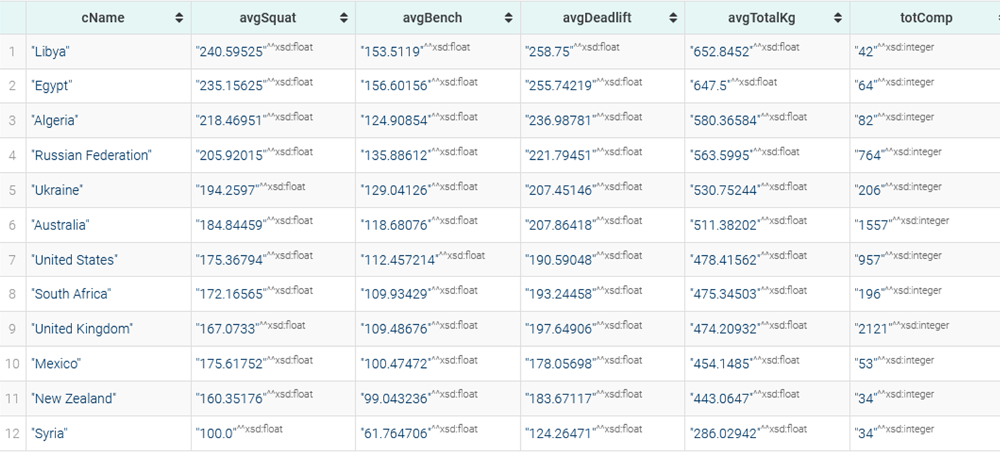 cName avgSquat avgBench avgDeadlift avgTotalKg totComp
1 "Libya" "240.59525"^^xsd:float "153.5119"^^xsd:float "258.75"^^xsd:float "652.8452"^^xsd:float "42"^^xsd:integer
2 "Egypt" "235.15625"^^xsd:float "156.60156"^^xsd:float "255.74219"^^xsd:float "647.5"^^xsd:float "64"^^xsd:integer
3 "Algeria" "218.46951"^^xsd:float "124.90854"^^xsd:float "236.98781"^^xsd:float "580.36584"^^xsd:float "82"^^xsd:integer
4 "Russian Federation" "205.92015"^^xsd:float "135.88612"^^xsd:float "221.79451"^^xsd:float "563.5995"^^xsd:float "764"^^xsd:integer
5 "Ukraine" "194.2597"^^xsd:float "129.04126"^^xsd:float "207.45146"^^xsd:float "530.75244"^^xsd:float "206"^^xsd:integer
6 "Australia" "184.84459"^^xsd:float "118.68076"^^xsd:float "207.86418"^^xsd:float "511.38202"^^xsd:float "1557"^^xsd:integer
7 "United States" "175.36794"^^xsd:float "112.457214"^^xsd:float "190.59048"^^xsd:float "478.41562"^^xsd:float "957"^^xsd:integer
8 "South Africa" "172.16565"^^xsd:float "109.93429"^^xsd:float "193.24458"^^xsd:float "475.34503"^^xsd:float "196"^^xsd:integer
9 "United Kingdom" "167.0733"^^xsd:float "109.48676"^^xsd:float "197.64906"^^xsd:float "474.20932"^^xsd:float "2121"^^xsd:integer
10 "Mexico" "175.61752"^^xsd:float "100.47472"^^xsd:float "178.05698"^^xsd:float "454.1485"^^xsd:float "53"^^xsd:integer
11 "New Zealand" "160.35176"^^xsd:float "99.043236"^^xsd:float "183.67117"^^xsd:float "443.0647"^^xsd:float "34"^^xsd:integer
12 "Syria" "100.0"^^xsd:float "61.764706"^^xsd:float "124.26471"^^xsd:float "286.02942"^^xsd:float "34"^^xsd:integer